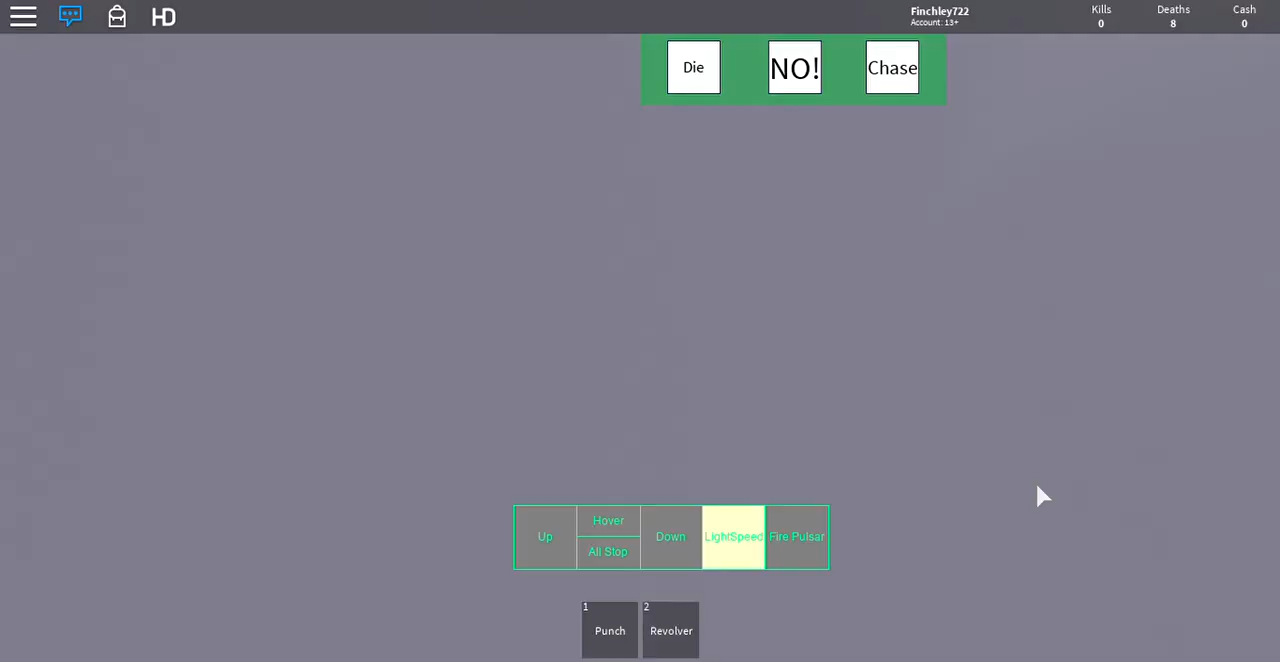 HD
Finchley722
Account: 13+
Kills
0
Deaths
8
Cash
0
Die
NO!
Chase
Up
Hover
All Stop
Down
LightSpeed
Fire Pulsar
1
Punch
2
Revolver